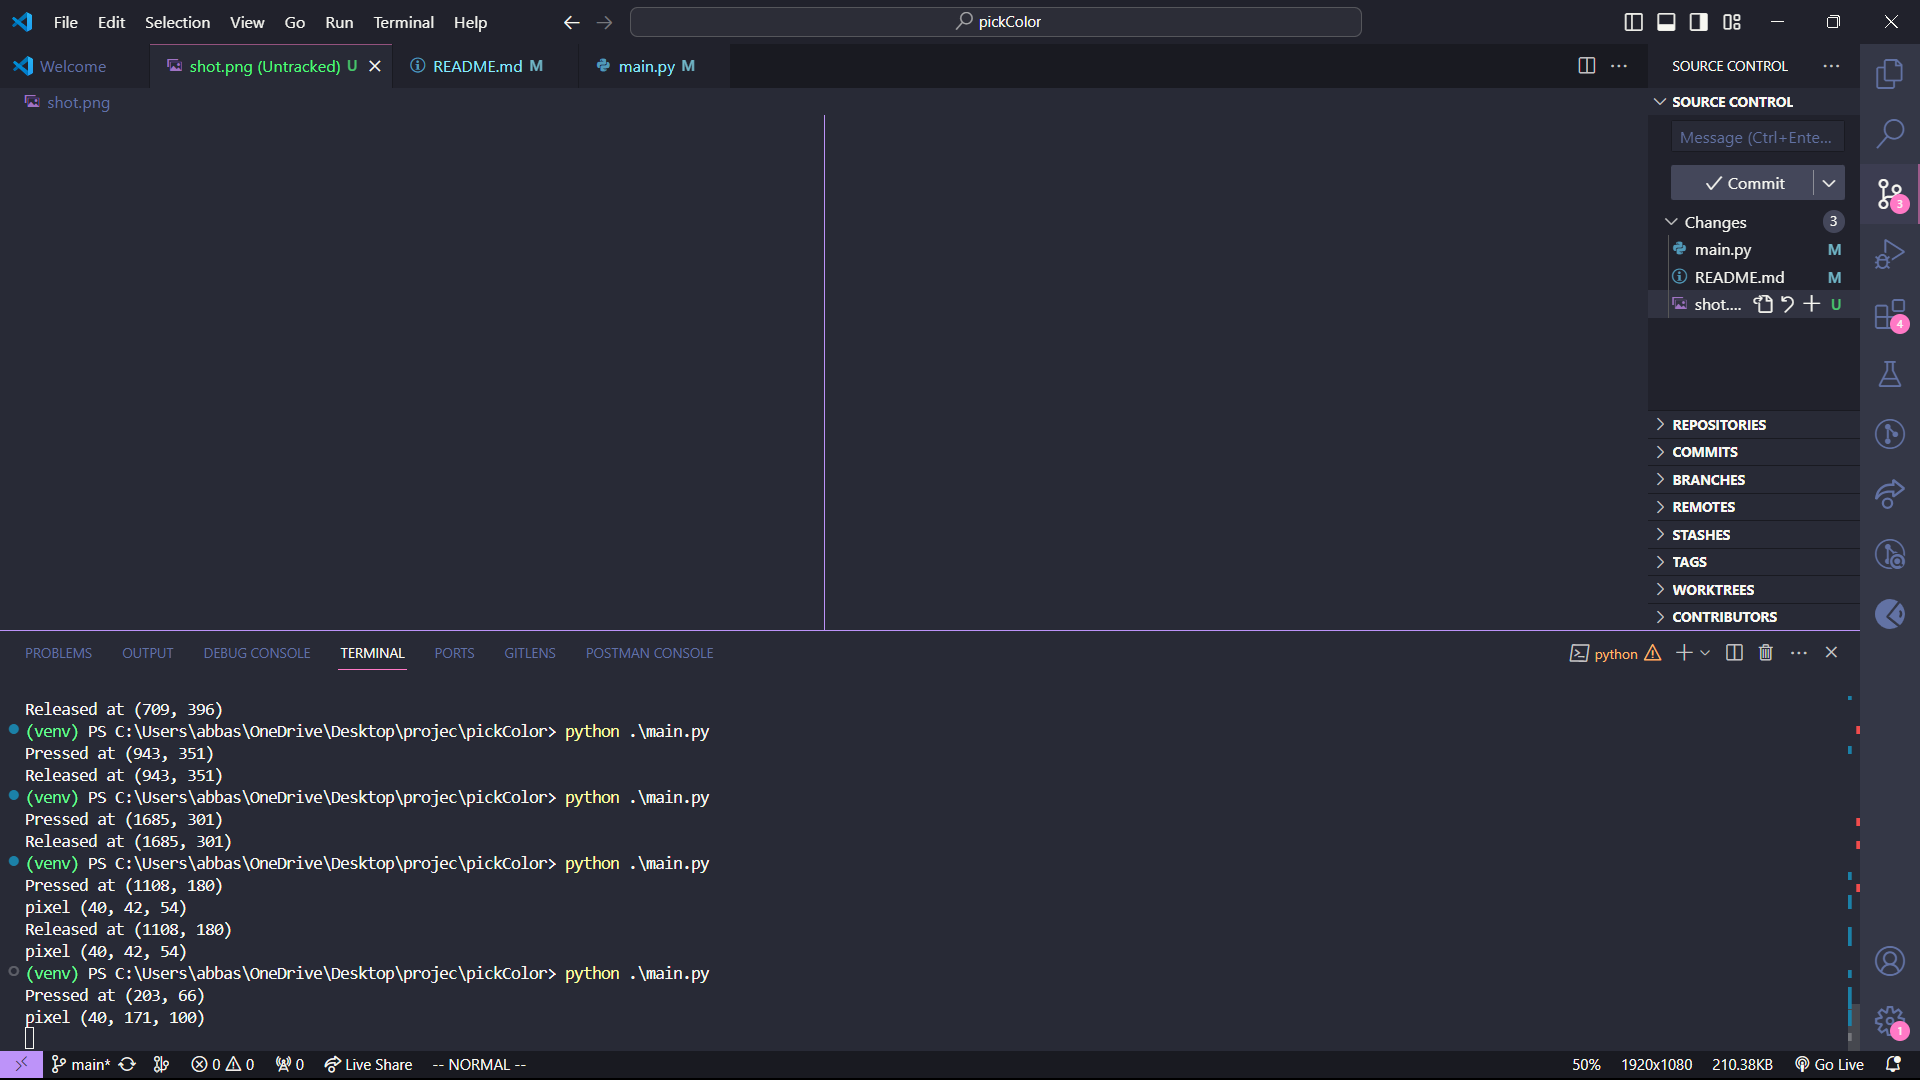 File Edit Selection View Go Run Terminal Help
pickColor
Welcome
shot.png (Untracked) U
README.md M
main.py M
shot.png
SOURCE CONTROL
SOURCE CONTROL
Message (Ctrl+Ente...
Commit
Changes 3
main.py M
README.md M
shot.... U
REPOSITORIES
COMMITS
BRANCHES
REMOTES
STASHES
TAGS
WORKTREES
CONTRIBUTORS
3
4
1
PROBLEMS OUTPUT DEBUG CONSOLE TERMINAL PORTS GITLENS POSTMAN CONSOLE
python
Released at (709, 396)
(venv) PS C:\Users\abbas\OneDrive\Desktop\projec\pickColor> python .\main.py
Pressed at (943, 351)
Released at (943, 351)
(venv) PS C:\Users\abbas\OneDrive\Desktop\projec\pickColor> python .\main.py
Pressed at (1685, 301)
Released at (1685, 301)
(venv) PS C:\Users\abbas\OneDrive\Desktop\projec\pickColor> python .\main.py
Pressed at (1108, 180)
pixel (40, 42, 54)
Released at (1108, 180)
pixel (40, 42, 54)
(venv) PS C:\Users\abbas\OneDrive\Desktop\projec\pickColor> python .\main.py
Pressed at (203, 66)
pixel (40, 171, 100)
main* 0 0 0 Live Share -- NORMAL -- 50% 1920x1080 210.38KB Go Live